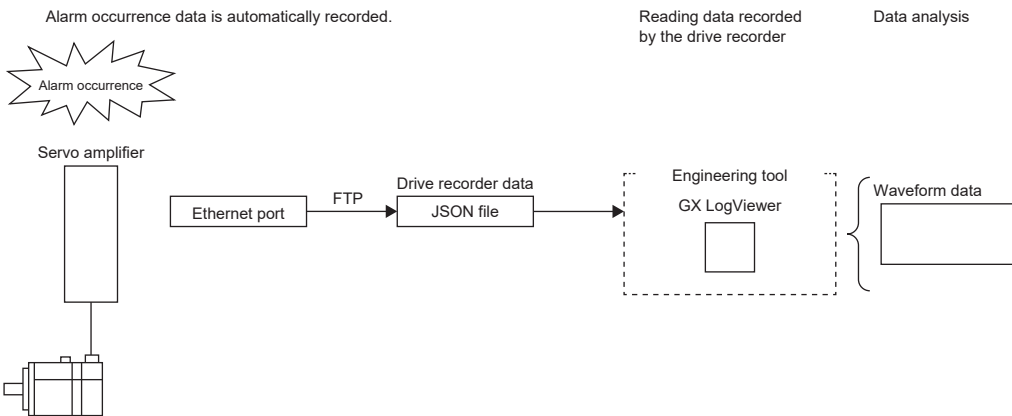 Alarm occurrence data is automatically recorded.
Reading data recorded
by the drive recorder
Data analysis
Alarm occurrence
Servo amplifier
Ethernet port
FTP
Drive recorder data
JSON file
Engineering tool
GX LogViewer
Waveform data